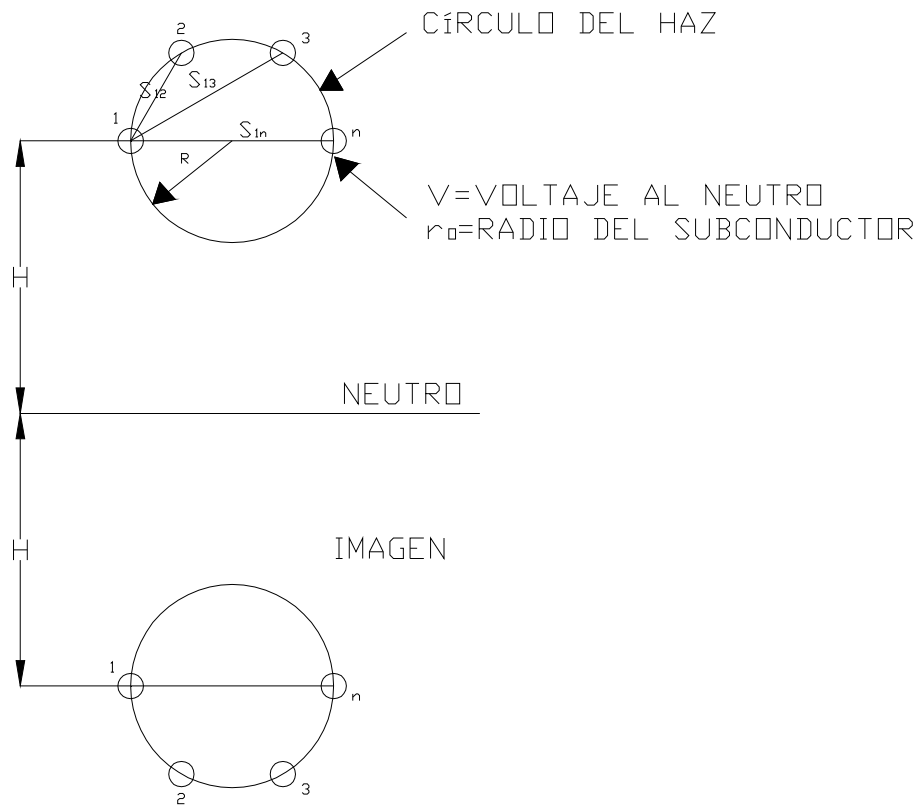 CíRCULO DEL HAZ
2
3
S13
S12
1
S1n
n
R
V=VOLTAJE AL NEUTRO
ro=RADIO DEL SUBCONDUCTOR
H
NEUTRO
H
IMAGEN
1
n
2
3